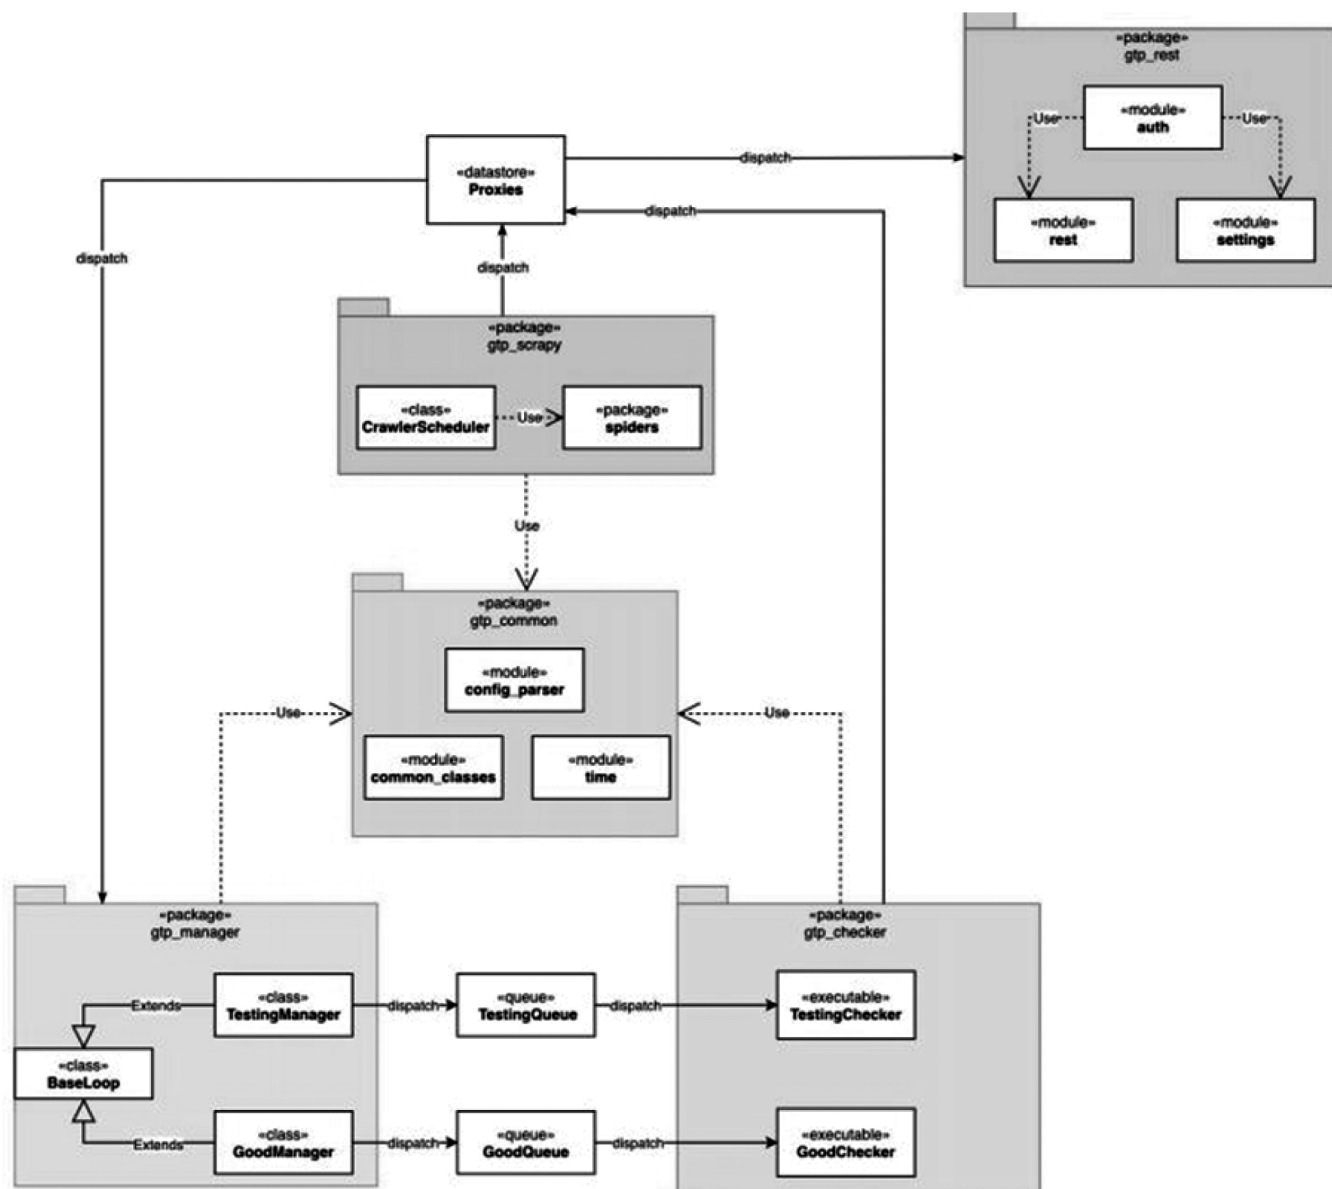 «package»
gtp_rest
«module»
auth
Use
Use
«module»
rest
«module»
settings
dispatch
«datastore»
Proxies
dispatch
dispatch
dispatch
«package»
gtp_scrapy
«class»
CrawlerScheduler
Use
«package»
spiders
Use
«package»
gtp_common
«module»
config_parser
«module»
common_classes
«module»
time
Use
Use
«package»
gtp_manager
«package»
gtp_checker
Extends
«class»
TestingManager
dispatch
«queue»
TestingQueue
dispatch
«executable»
TestingChecker
«class»
BaseLoop
Extends
«class»
GoodManager
dispatch
«queue»
GoodQueue
dispatch
«executable»
GoodChecker